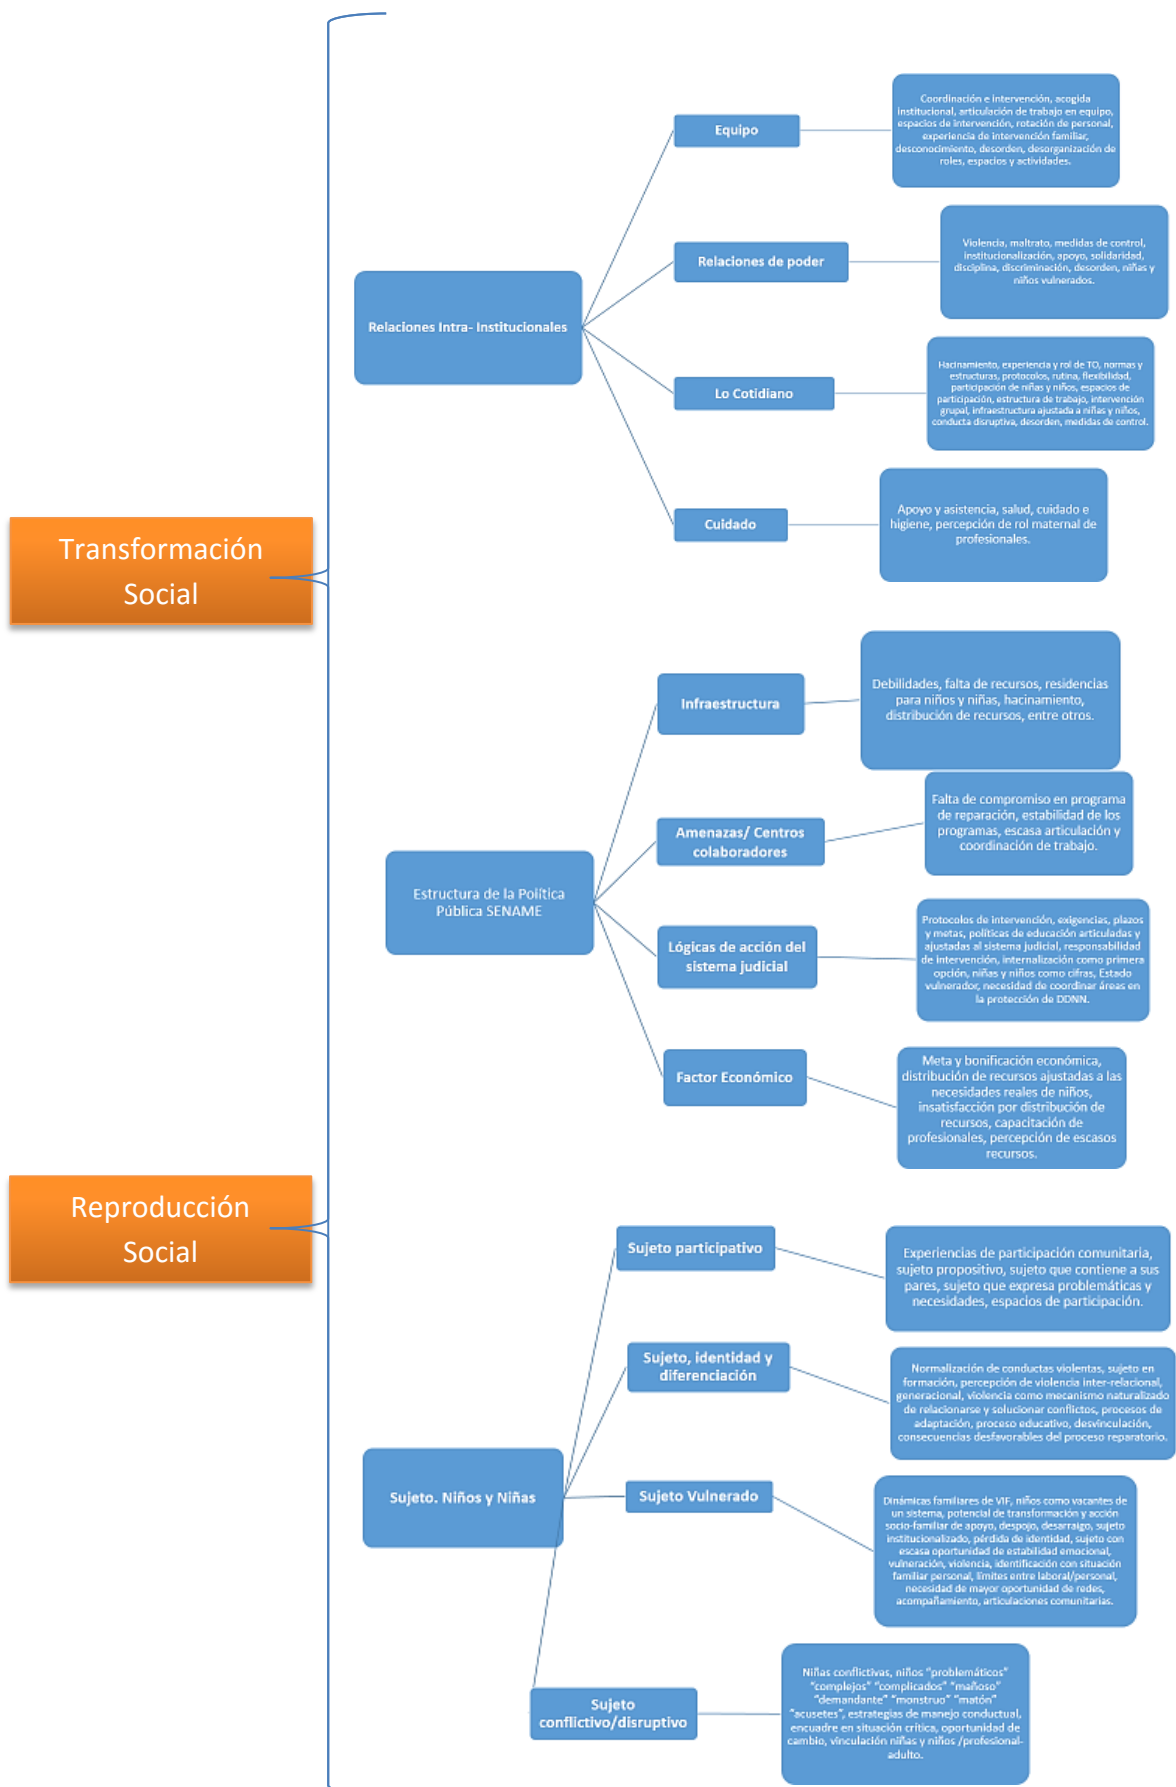 Transformación
Social
Reproducción
Social
Relaciones Intra- Institucionales
Equipo
Coordinación e intervención, acogida
institucional, articulación de trabajo en equipo,
espacios de intervención, rotación de personal,
experiencia de intervención familiar,
desconocimiento, desorden, desorganización de
roles, espacios y actividades.
Relaciones de poder
Violencia, maltrato, medidas de control,
institucionalización, apoyo, solidaridad,
disciplina, discriminación, desorden, niñas y
niños vulnerados.
Lo Cotidiano
Hacinamiento, experiencia y rol de TO, normas y
estructuras, protocolos, rutina, flexibilidad,
participación de niñas y niños, espacios de
participación, estructura de trabajo, intervención
grupal, infraestructura ajustada a niñas y niños,
conducta disruptiva, desorden, medidas de control.
Cuidado
Apoyo y asistencia, salud, cuidado e
higiene, percepción de rol maternal de
profesionales.
Estructura de la Política
Pública SENAME
Infraestructura
Debilidades, falta de recursos, residencias
para niños y niñas, hacinamiento,
distribución de recursos, entre otros.
Amenazas/ Centros
colaboradores
Falta de compromiso en programa
de reparación, estabilidad de los
programas, escasa articulación y
coordinación de trabajo.
Lógicas de acción del
sistema judicial
Protocolos de intervención, exigencias, plazos
y metas, políticas de educación articuladas y
ajustadas al sistema judicial, responsabilidad
de intervención, internalización como primera
opción, niñas y niños como cifras, Estado
vulnerador, necesidad de coordinar áreas en
la protección de DDNN.
Factor Económico
Meta y bonificación económica,
distribución de recursos ajustadas a las
necesidades reales de niños,
insatisfacción por distribución de
recursos, capacitación de
profesionales, percepción de escasos
recursos.
Sujeto. Niños y Niñas
Sujeto participativo
Experiencias de participación comunitaria,
sujeto propositivo, sujeto que contiene a sus
pares, sujeto que expresa problemáticas y
necesidades, espacios de participación.
Sujeto, identidad y
diferenciación
Normalización de conductas violentas, sujeto en
formación, percepción de violencia inter-relacional,
generacional, violencia como mecanismo naturalizado
de relacionarse y solucionar conflictos, procesos de
adaptación, proceso educativo, desvinculación,
consecuencias desfavorables del proceso reparatorio.
Sujeto Vulnerado
Dinámicas familiares de VIF, niños como vacantes de
un sistema, potencial de transformación y acción
socio-familiar de apoyo, despojo, desarraigo, sujeto
institucionalizado, pérdida de identidad, sujeto con
escasa oportunidad de estabilidad emocional,
vulneración, violencia, identificación con situación
familiar personal, límites entre laboral/personal,
necesidad de mayor oportunidad de redes,
acompañamiento, articulaciones comunitarias.
Sujeto
conflictivo/disruptivo
Niñas conflictivas, niños “problemáticos”
“complejos” “complicados” “mañoso”
“demandante” “monstruo” “matón”
“acusetes”, estrategias de manejo conductual,
encuadre en situación crítica, oportunidad de
cambio, vinculación niñas y niños /profesional-
adulto.